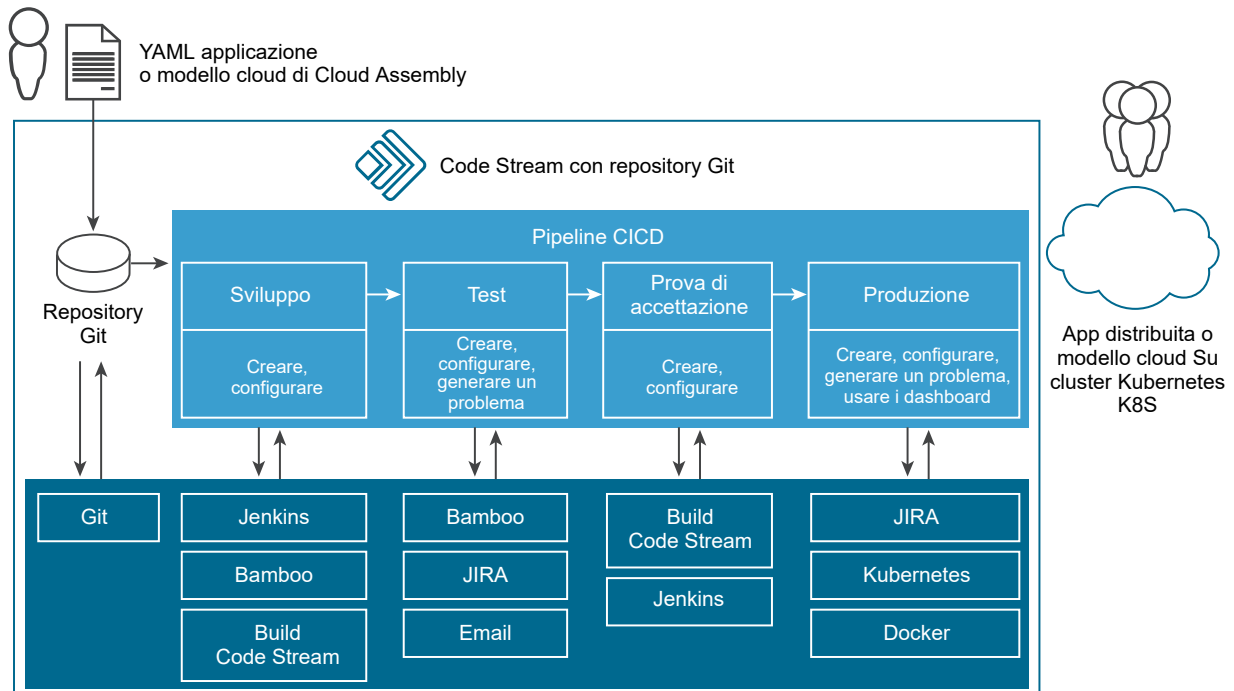 YAML applicazione
o modello cloud di Cloud Assembly
Code Stream con repository Git
Pipeline CICD
Repository
Git
Sviluppo
Creare,
configurare
Test
Creare,
configurare,
generare un
problema
Prova di
accettazione
Creare,
configurare
Produzione
Creare, configurare,
generare un problema,
usare i dashboard
App distribuita o
modello cloud Su
cluster Kubernetes
K8S
Git
Jenkins
Bamboo
Build
Code Stream
Bamboo
JIRA
Email
Build
Code Stream
Jenkins
JIRA
Kubernetes
Docker